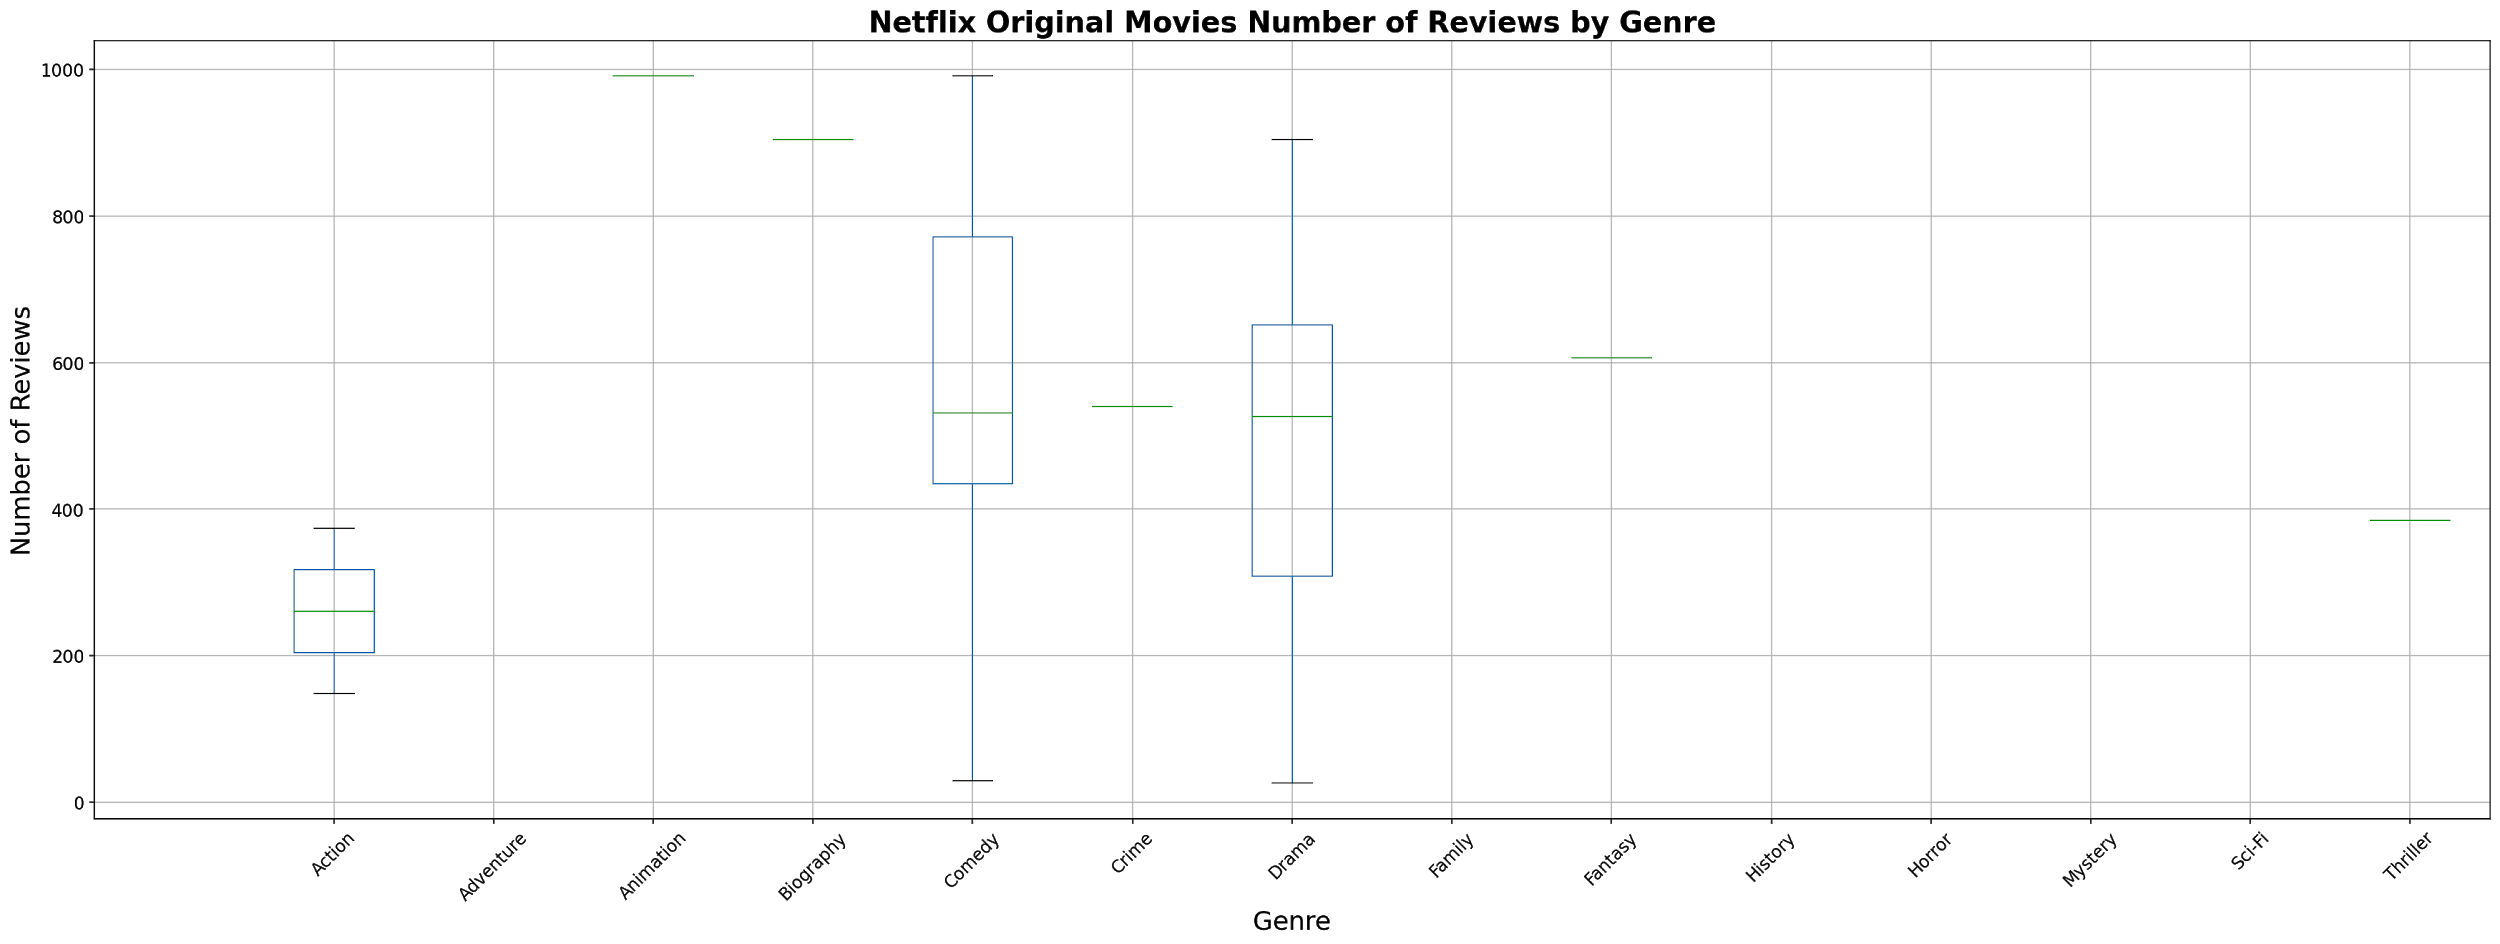 Netflix Original Movies Number of Reviews by Genre
Number of Reviews
1000
800
600
400
200
0
Action
Adventure
Animation
Biography
Comedy
Crime
Drama
Family
Fantasy
History
Horror
Mystery
Sci-Fi
Thriller
Genre